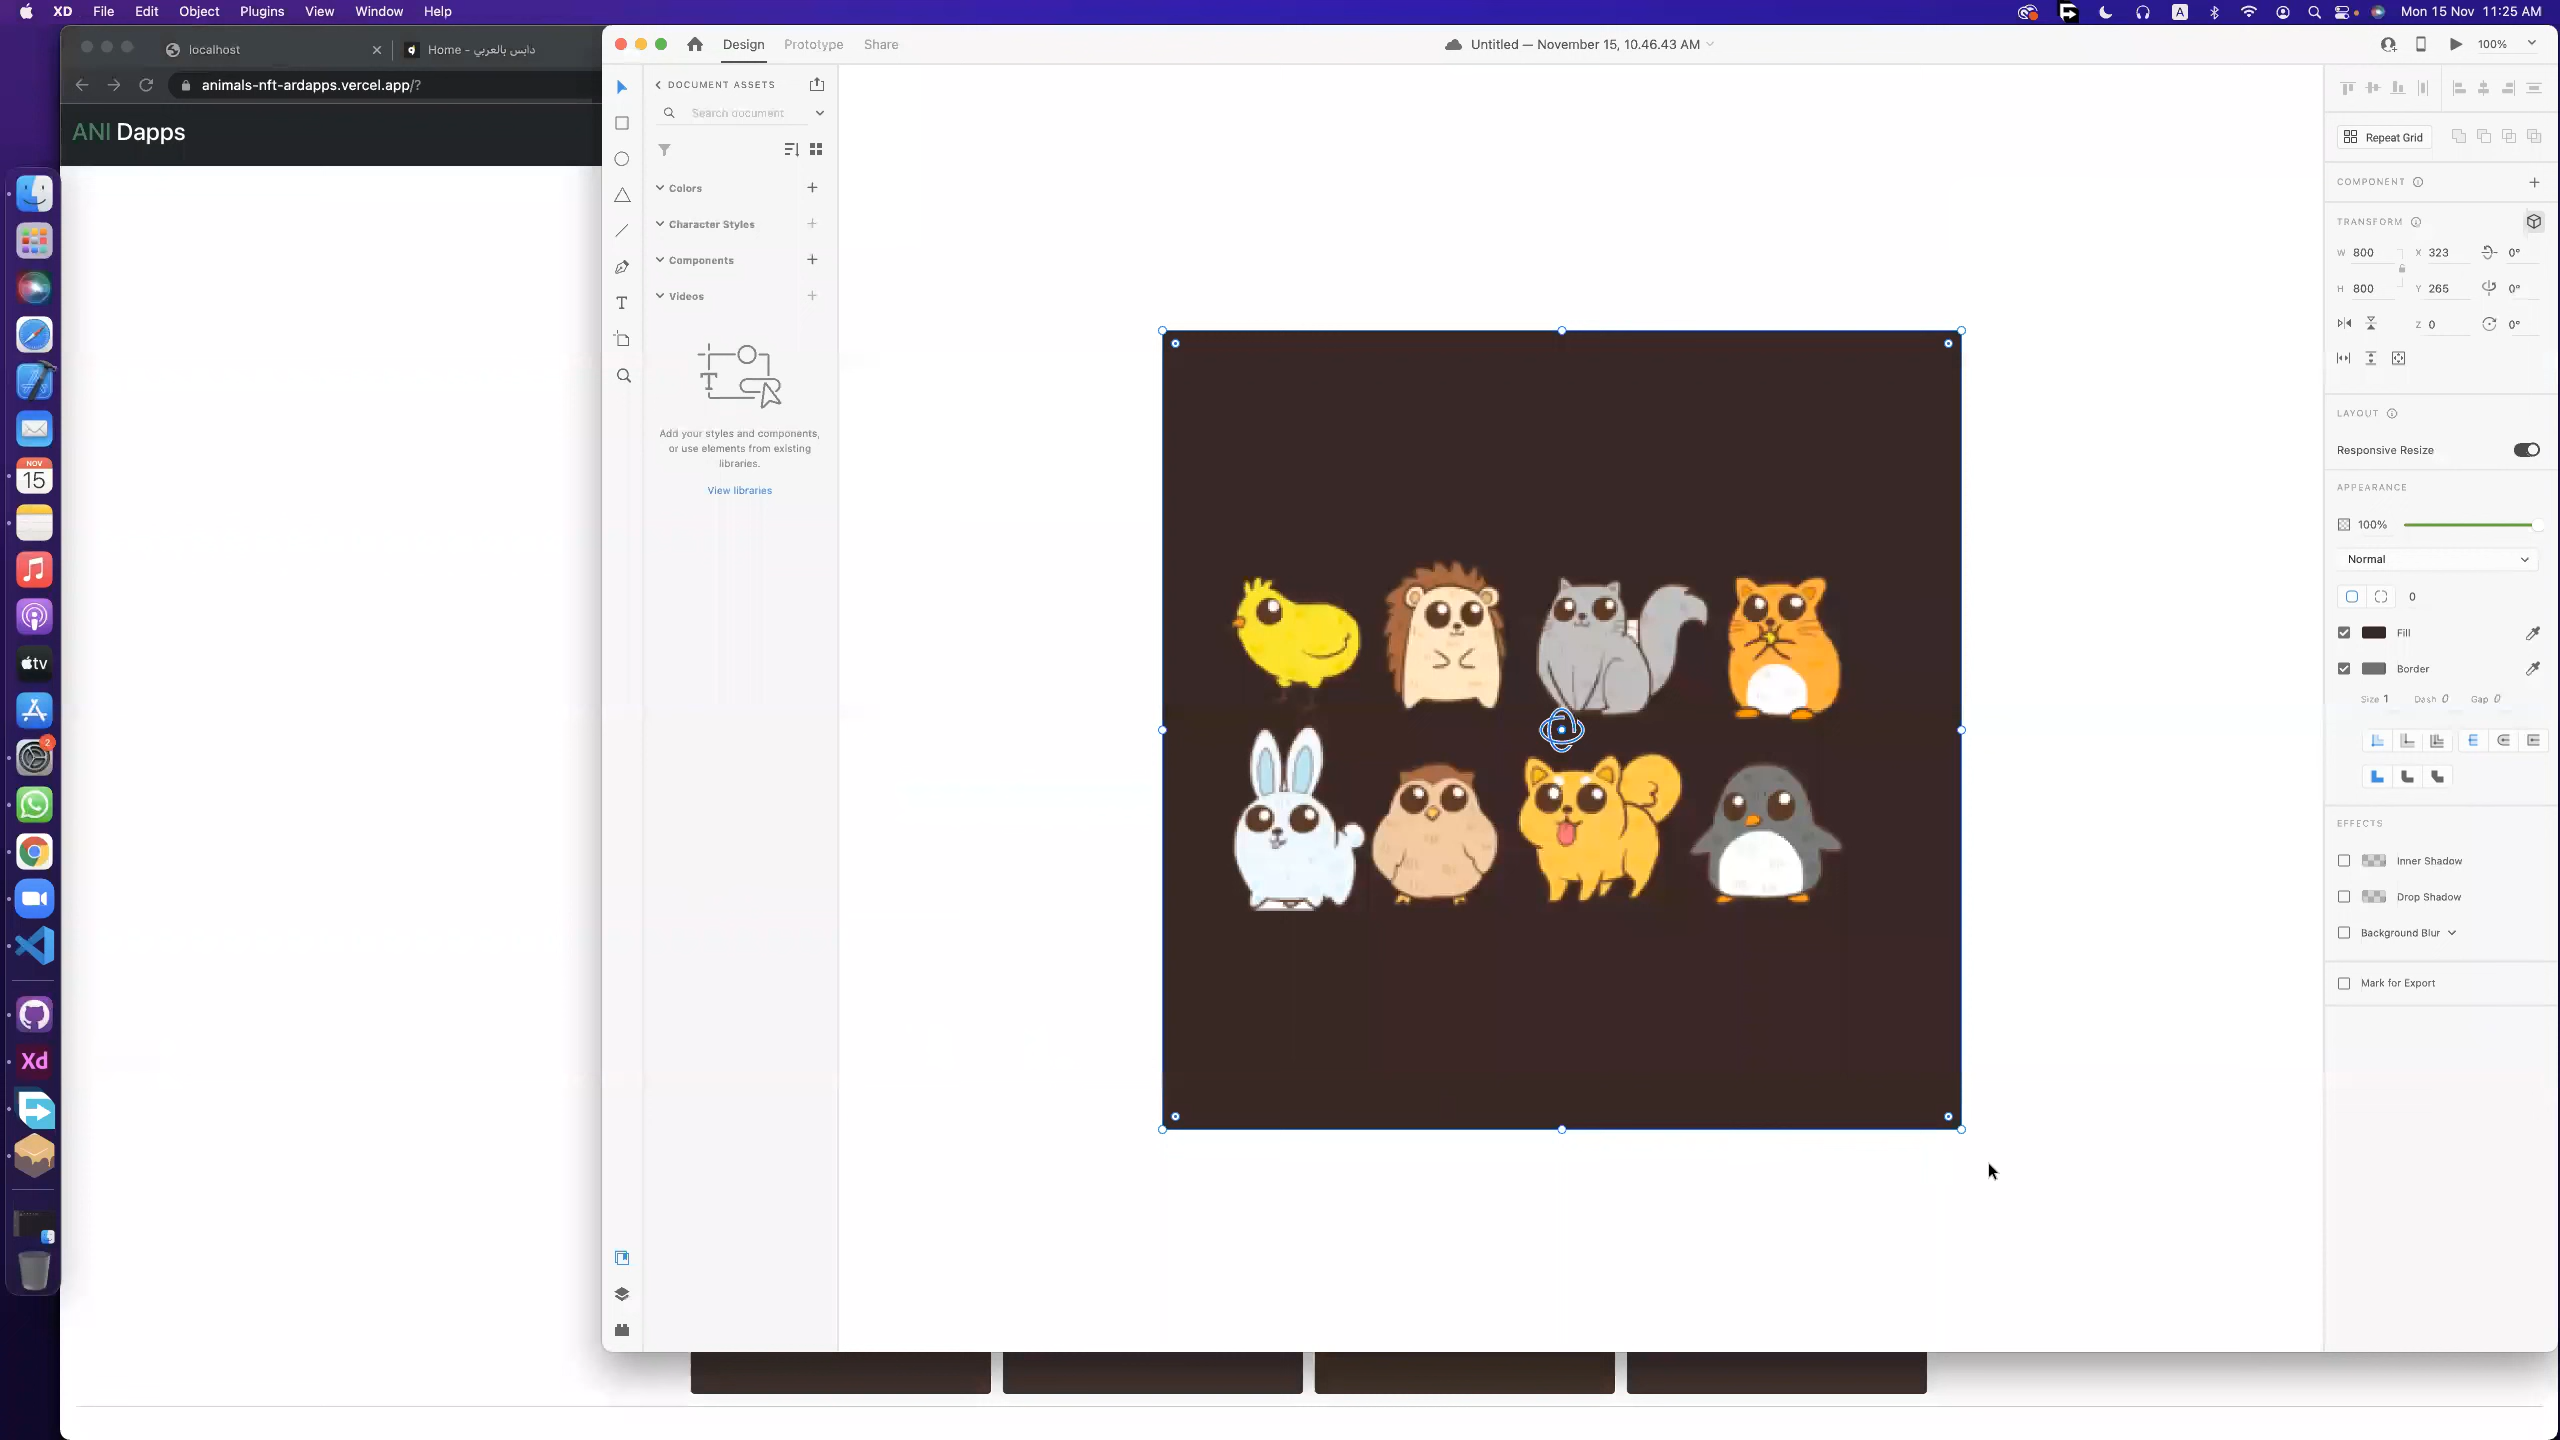 XD File Edit Object Plugins View Window Help
A
Mon 15 Nov 11:25 AM
localhost
Home - دابس بالعربي
animals-nft-ardapps.vercel.app/?
ANI Dapps
Design Prototype Share
Untitled — November 15, 10.46.43 AM
100%
DOCUMENT ASSETS
Search document
Colors
Character Styles
Components
Videos
T
Add your styles and components,
or use elements from existing
libraries.
View libraries
Repeat Grid
COMPONENT
TRANSFORM
W 800 X 323 0°
H 800 Y 265 0°
Z 0 0°
LAYOUT
Responsive Resize
APPEARANCE
100%
Normal
0
Fill
Border
Size 1 Dash 0 Gap 0
EFFECTS
Inner Shadow
Drop Shadow
Background Blur
Mark for Export
NOV
15
tv
2
Xd